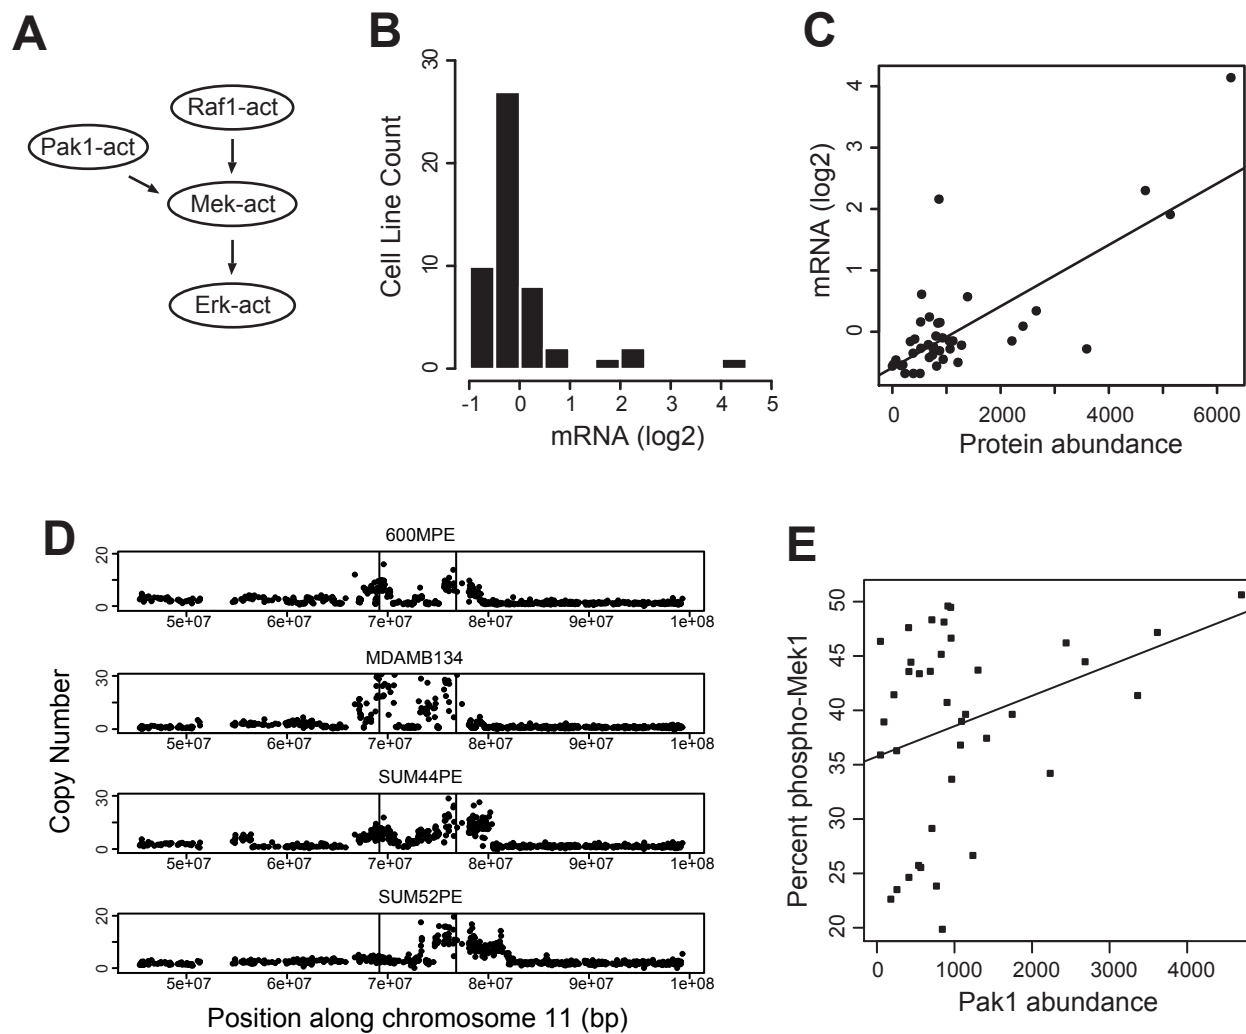 A
Raf1-act
Pak1-act
Mek-act
Erk-act
B
Cell Line Count
30
20
10
0
-1 0 1 2 3 4 5
mRNA (log2)
C
mRNA (log2)
4
3
2
1
0
0 2000 4000 6000
Protein abundance
D
Copy Number
600MPE
20
0
5e+07 6e+07 7e+07 8e+07 9e+07 1e+08
MDAMB134
30
0
5e+07 6e+07 7e+07 8e+07 9e+07 1e+08
SUM44PE
30
0
5e+07 6e+07 7e+07 8e+07 9e+07 1e+08
SUM52PE
20
0
5e+07 6e+07 7e+07 8e+07 9e+07 1e+08
Position along chromosome 11 (bp)
E
Percent phospho-Mek1
50
45
40
35
30
25
20
0 1000 2000 3000 4000
Pak1 abundance